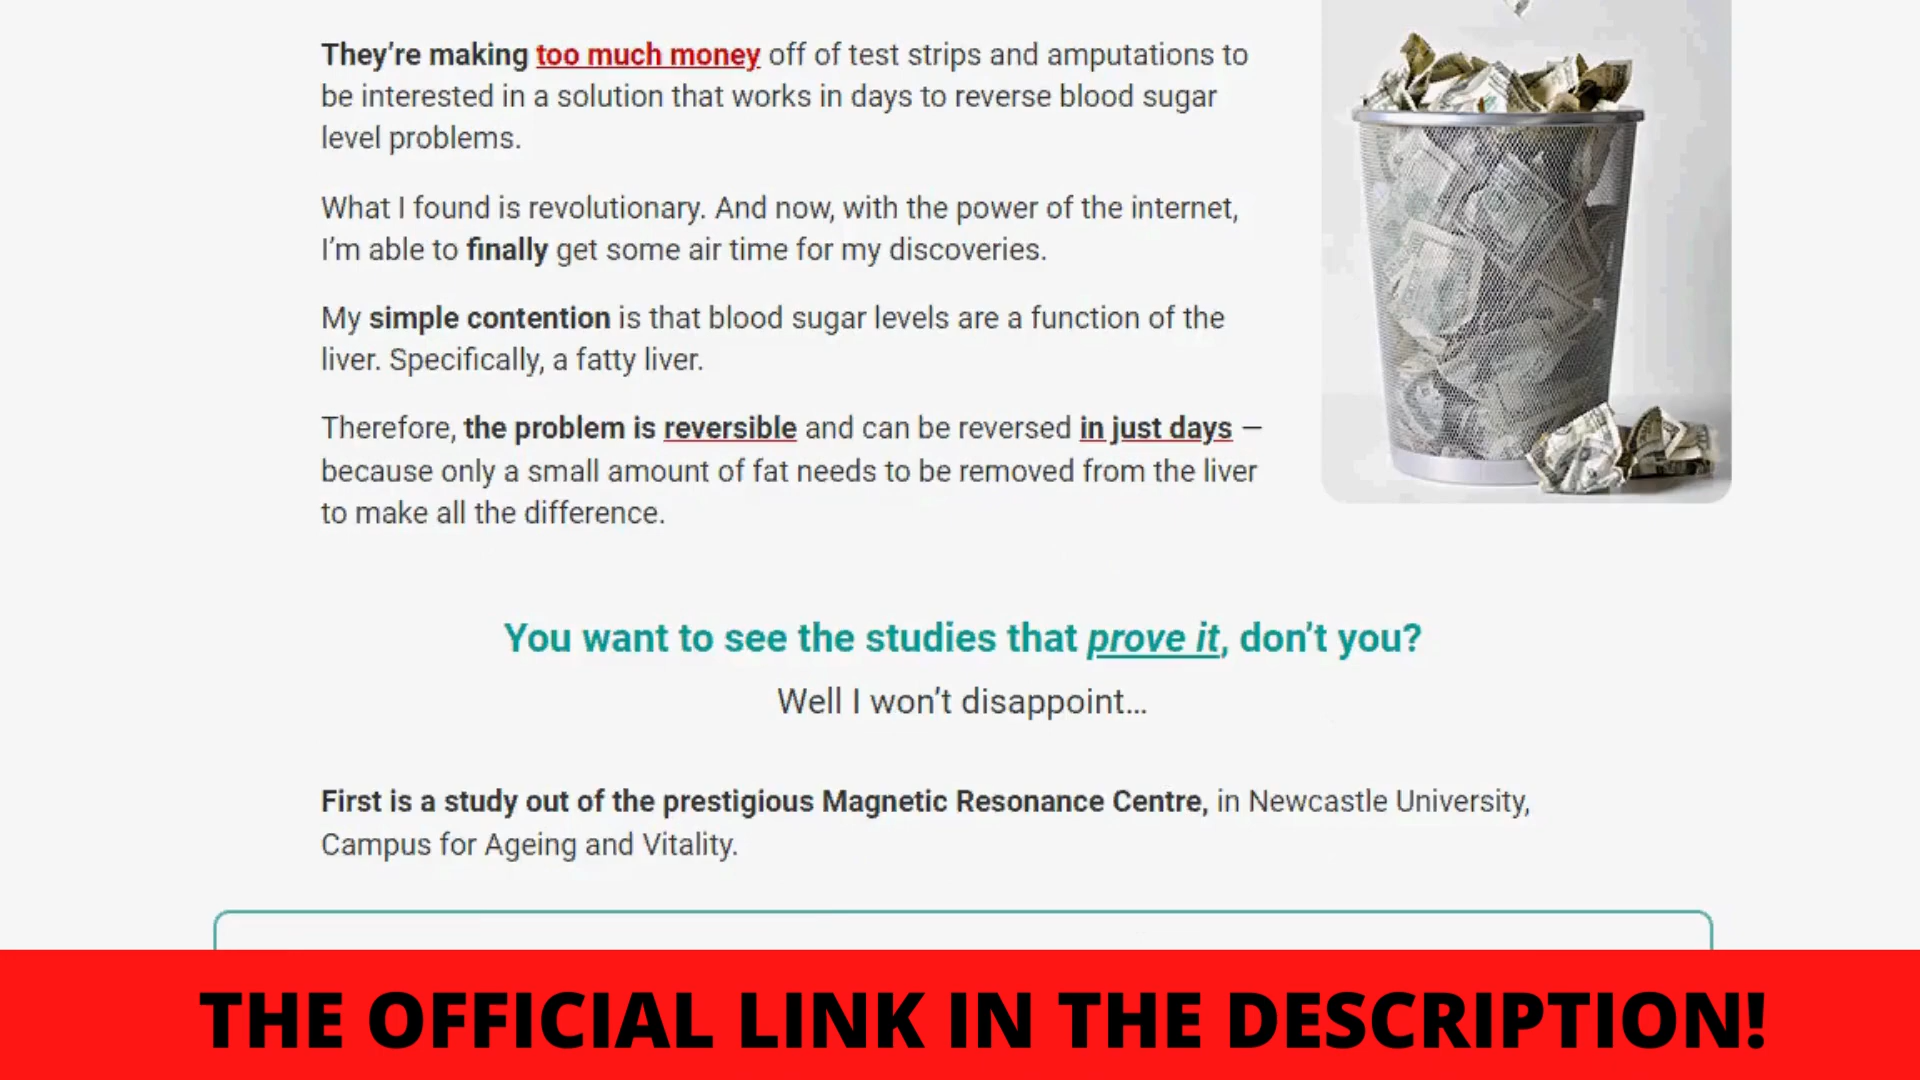 They’re making too much money off of test strips and amputations to
be interested in a solution that works in days to reverse blood sugar
level problems.
What I found is revolutionary. And now, with the power of the internet,
I’m able to finally get some air time for my discoveries.
My simple contention is that blood sugar levels are a function of the
liver. Specifically, a fatty liver.
Therefore, the problem is reversible and can be reversed in just days —
because only a small amount of fat needs to be removed from the liver
to make all the difference.
You want to see the studies that prove it, don’t you?
Well I won’t disappoint...
First is a study out of the prestigious Magnetic Resonance Centre, in Newcastle University,
Campus for Ageing and Vitality.
THE OFFICIAL LINK IN THE DESCRIPTION!